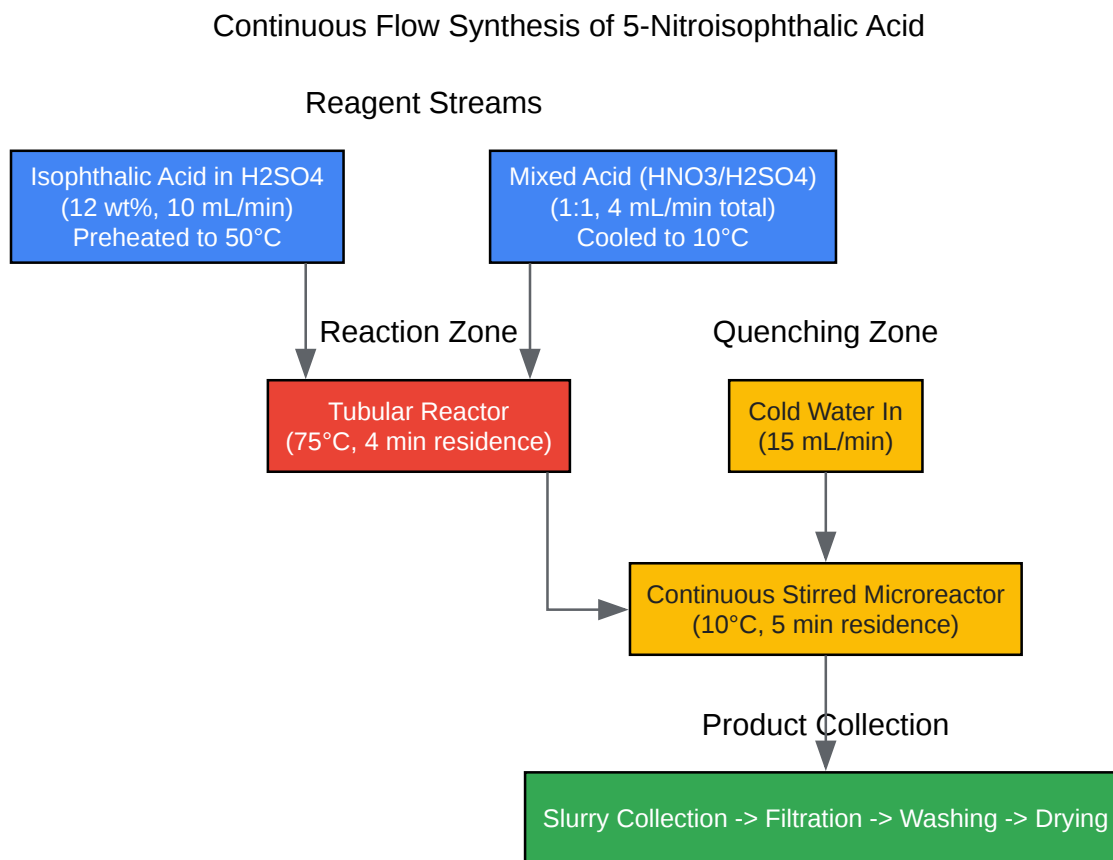 Continuous Flow Synthesis of 5-Nitroisophthalic Acid
Reagent Streams
Isophthalic Acid in H2SO4
(12 wt%, 10 mL/min)
Preheated to 50°C
Mixed Acid (HNO3/H2SO4)
(1:1, 4 mL/min total)
Cooled to 10°C
Reaction Zone
Quenching Zone
Tubular Reactor
(75°C, 4 min residence)
Cold Water In
(15 mL/min)
Continuous Stirred Microreactor
(10°C, 5 min residence)
Product Collection
Slurry Collection -> Filtration -> Washing -> Drying